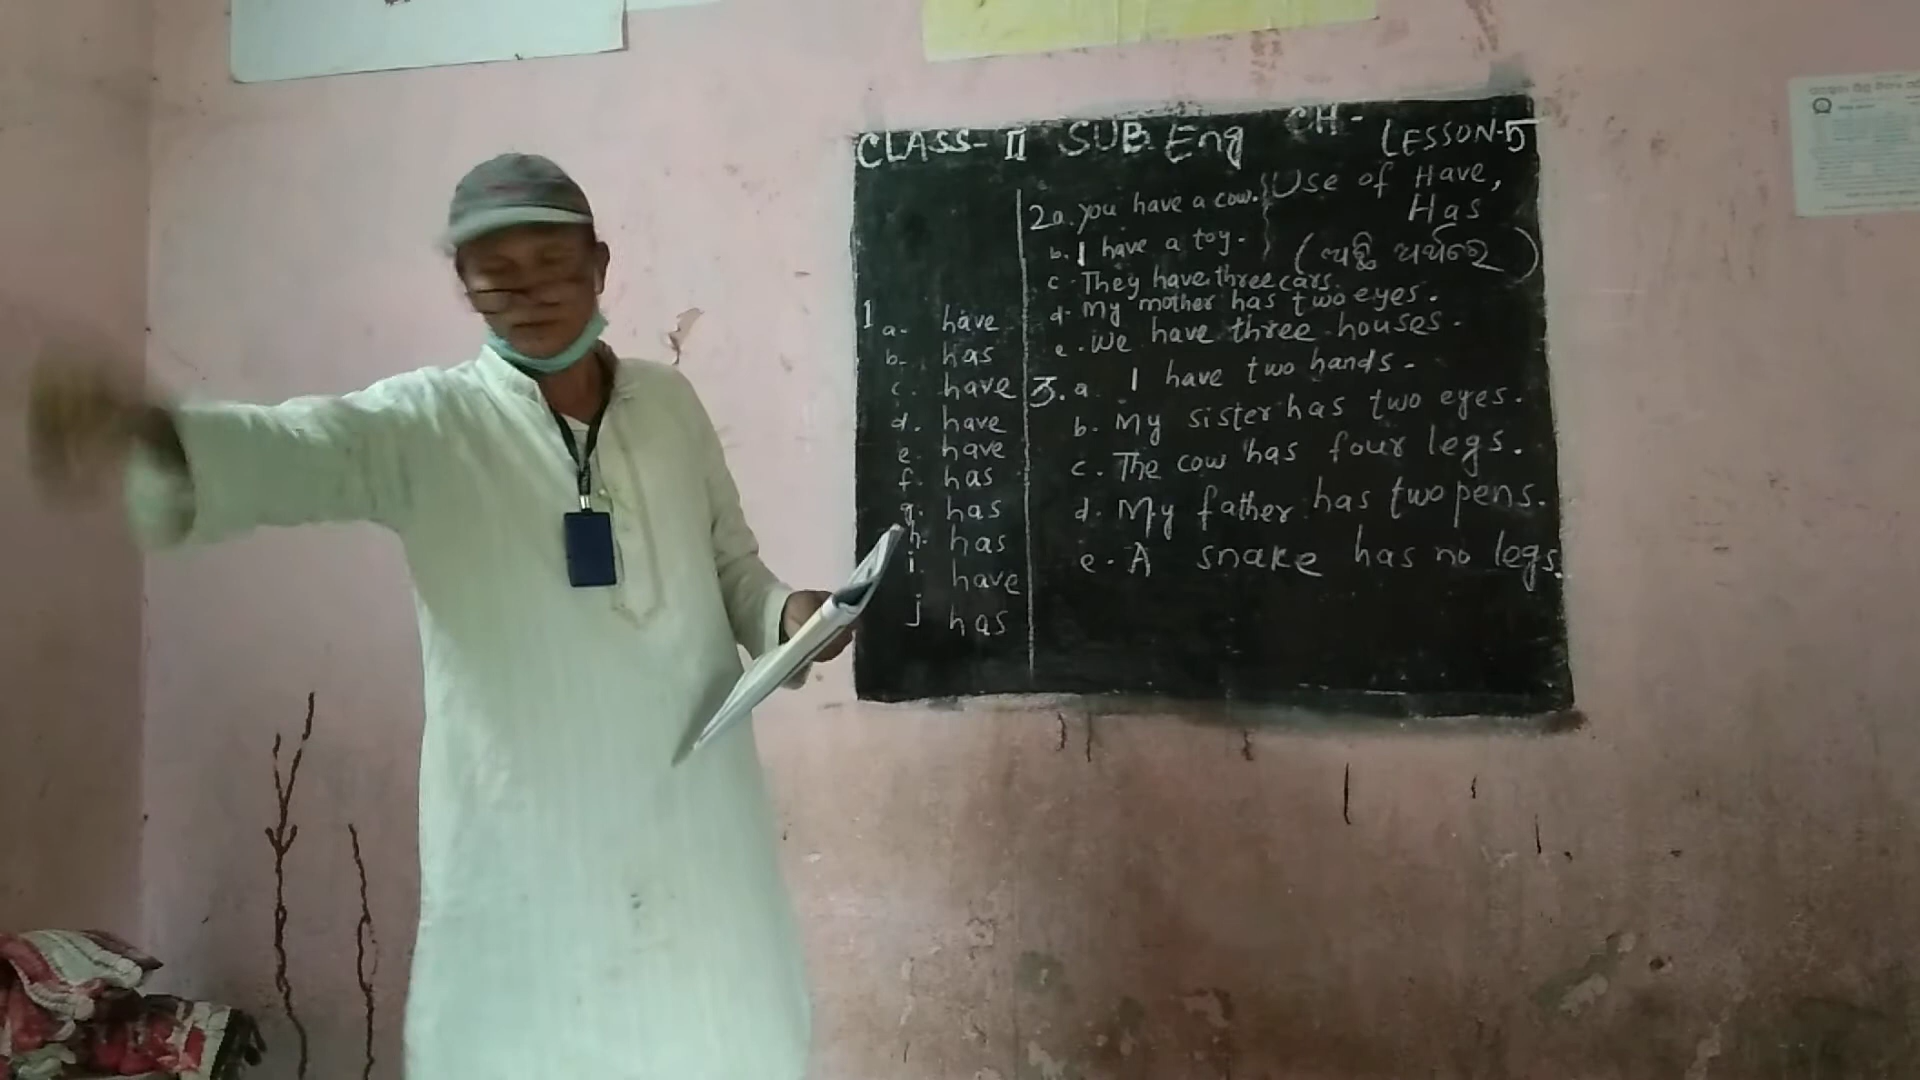 CLASS-II SUB Eng CH- LESSON-5
Use of Have,
Has
(ଅଛି ଅର୍ଥରେ)
1
a. have
b. has
c. have
d. have
e. have
f. has
g. has
h. has
i. have
j has
2a. you have a cow.
b. I have a toy.
c. They have three cars.
d. My mother has two eyes.
e. We have three houses.
3. a. I have two hands.
b. My sister has two eyes.
c. The cow has four legs.
d. My father has two pens.
e. A snake has no legs.